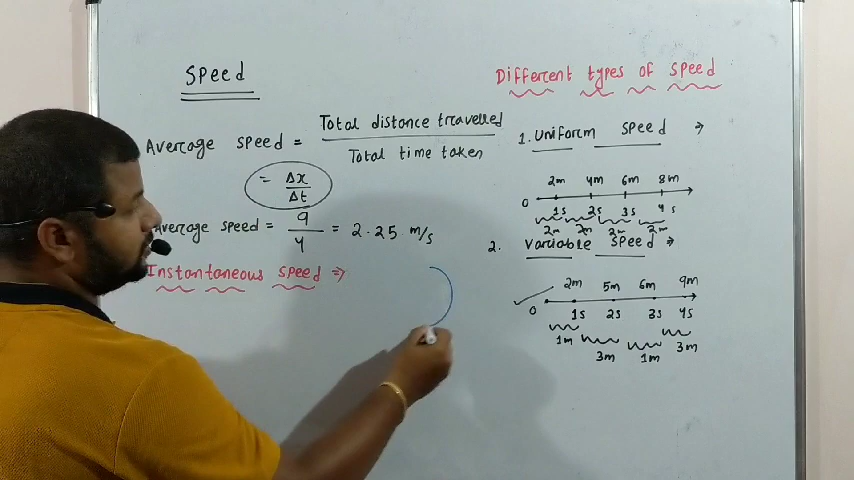 Speed
Average speed = Total distance travelled
Total time taken
= Δx
Δt
Average speed = 9
4
= 2.25 m/s
Instantaneous speed ⇒
Different types of speed
1. Uniform speed ⇒
2m 4m 6m 8m
0
1s 2s 3s 4s
2m 2m 2m 2m
2. Variable speed ⇒
2m 5m 6m 9m
0
1s 2s 3s 4s
1m 3m 1m 3m